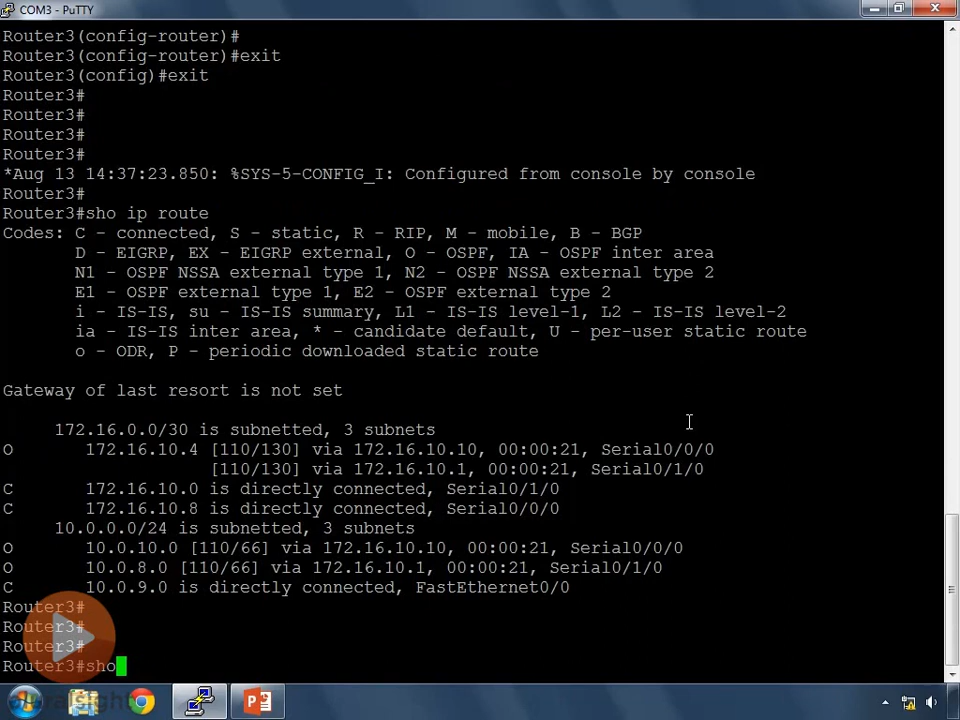 COM3 - PuTTY
Router3(config-router)#
Router3(config-router)#exit
Router3(config)#exit
Router3#
Router3#
Router3#
Router3#
*Aug 13 14:37:23.850: %SYS-5-CONFIG_I: Configured from console by console
Router3#
Router3#sho ip route
Codes: C - connected, S - static, R - RIP, M - mobile, B - BGP
       D - EIGRP, EX - EIGRP external, O - OSPF, IA - OSPF inter area
       N1 - OSPF NSSA external type 1, N2 - OSPF NSSA external type 2
       E1 - OSPF external type 1, E2 - OSPF external type 2
       i - IS-IS, su - IS-IS summary, L1 - IS-IS level-1, L2 - IS-IS level-2
       ia - IS-IS inter area, * - candidate default, U - per-user static route
       o - ODR, P - periodic downloaded static route
Gateway of last resort is not set
     172.16.0.0/30 is subnetted, 3 subnets
O       172.16.10.4 [110/130] via 172.16.10.10, 00:00:21, Serial0/0/0
                    [110/130] via 172.16.10.1, 00:00:21, Serial0/1/0
C       172.16.10.0 is directly connected, Serial0/1/0
C       172.16.10.8 is directly connected, Serial0/0/0
     10.0.0.0/24 is subnetted, 3 subnets
O       10.0.10.0 [110/66] via 172.16.10.10, 00:00:21, Serial0/0/0
O       10.0.8.0 [110/66] via 172.16.10.1, 00:00:21, Serial0/1/0
C       10.0.9.0 is directly connected, FastEthernet0/0
Router3#
Router3#
Router3#
Router3#sho
pluralsight